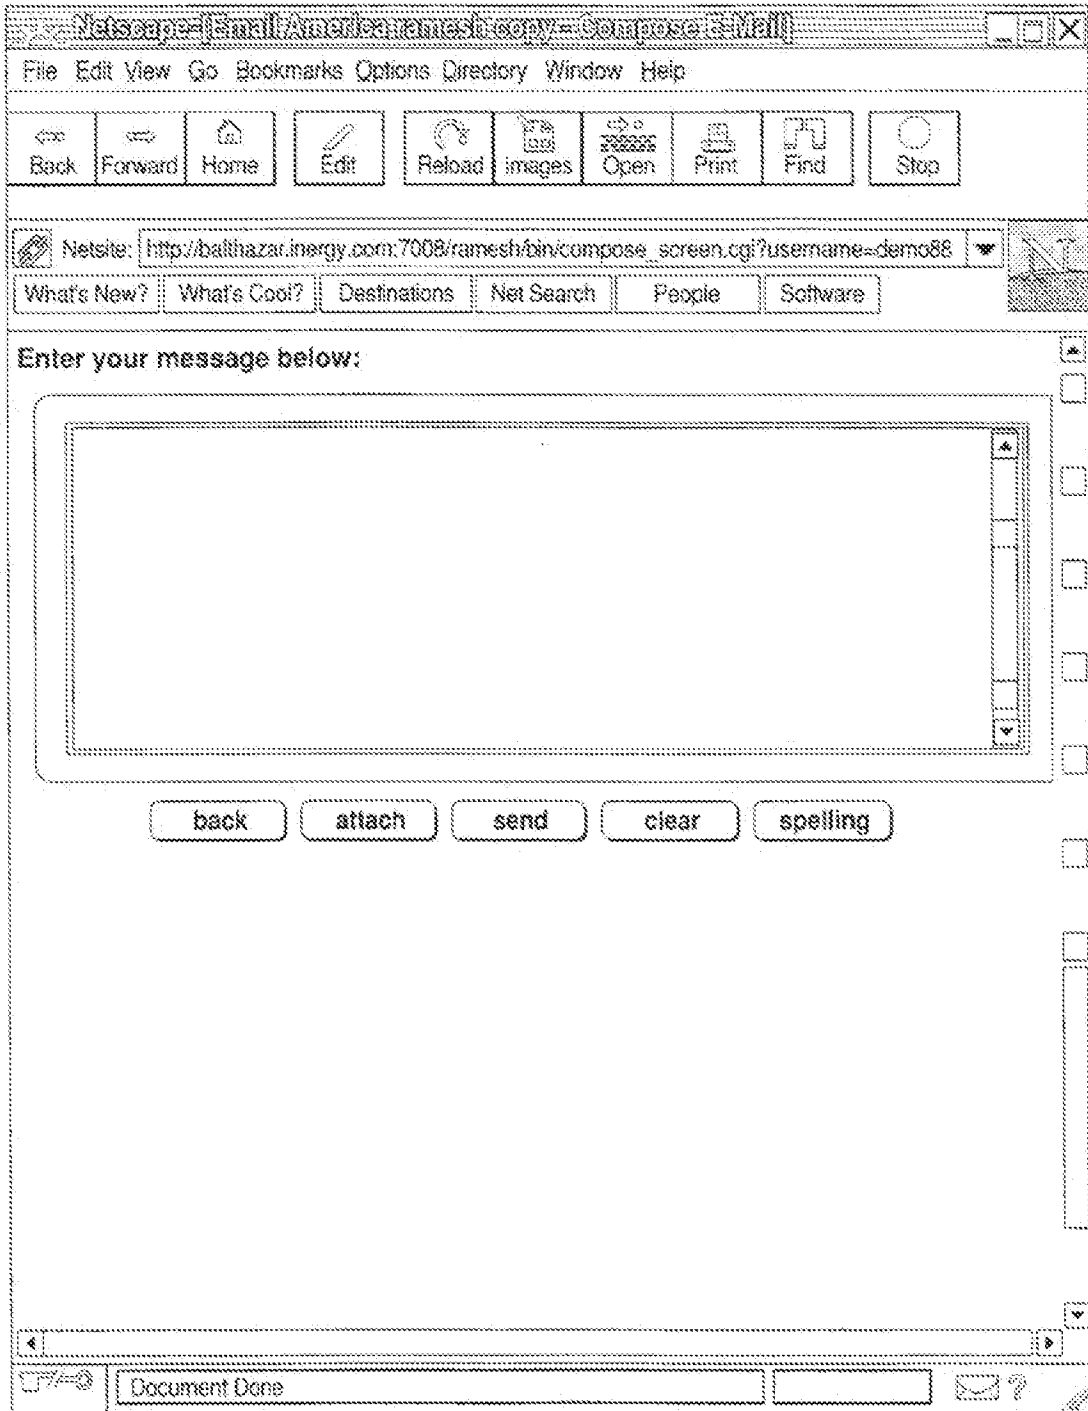 Netscape-[Email America ramesh copy - Compose E-Mail]
File Edit View Go Bookmarks Options Directory Window Help
Back Forward Home Edit Reload Images Open Print Find Stop
Netsite: http://balthazar.inergy.com:7008/ramesh/bin/compose_screen.cgi?username=demo88
N
What's New? What's Cool? Destinations Net Search People Software
Enter your message below:
back attach send clear spelling
Document Done
?